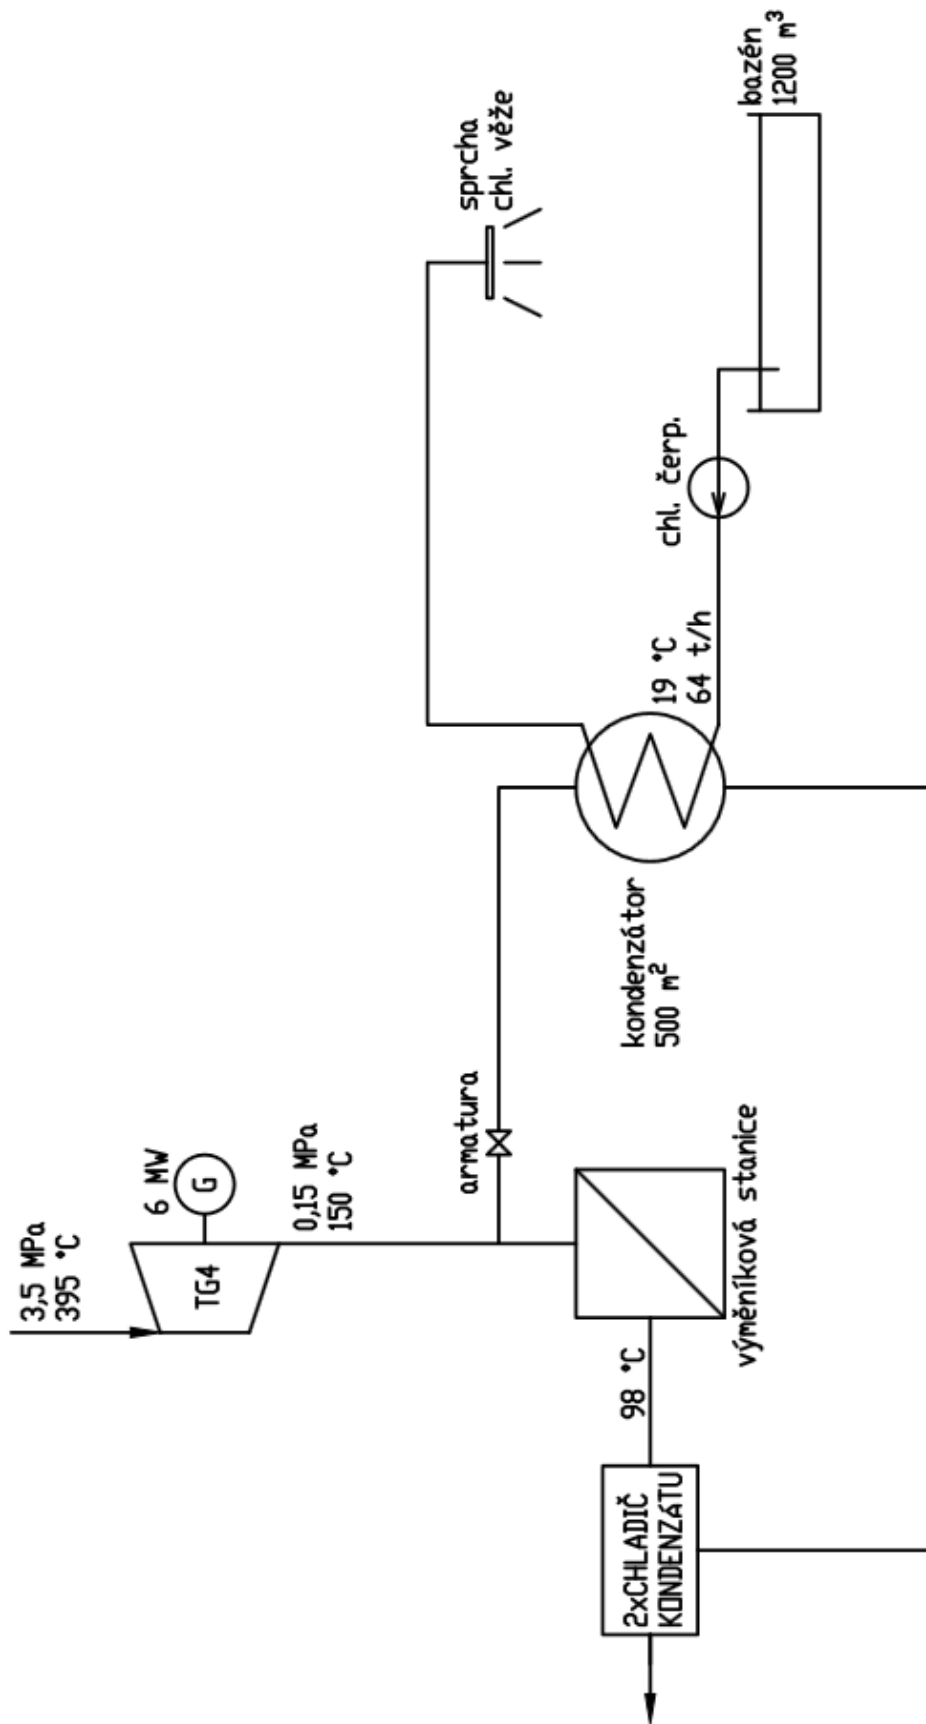 3,5 MPa
395 °C
TG4
6 MW
G
0,15 MPa
150 °C
armatura
sprcha
chl. věže
bazén
1200 m³
chl. čerp.
19 °C
64 t/h
kondenzátor
500 m²
výměníková stanice
98 °C
2xCHLADIČ
KONDENZÁTU